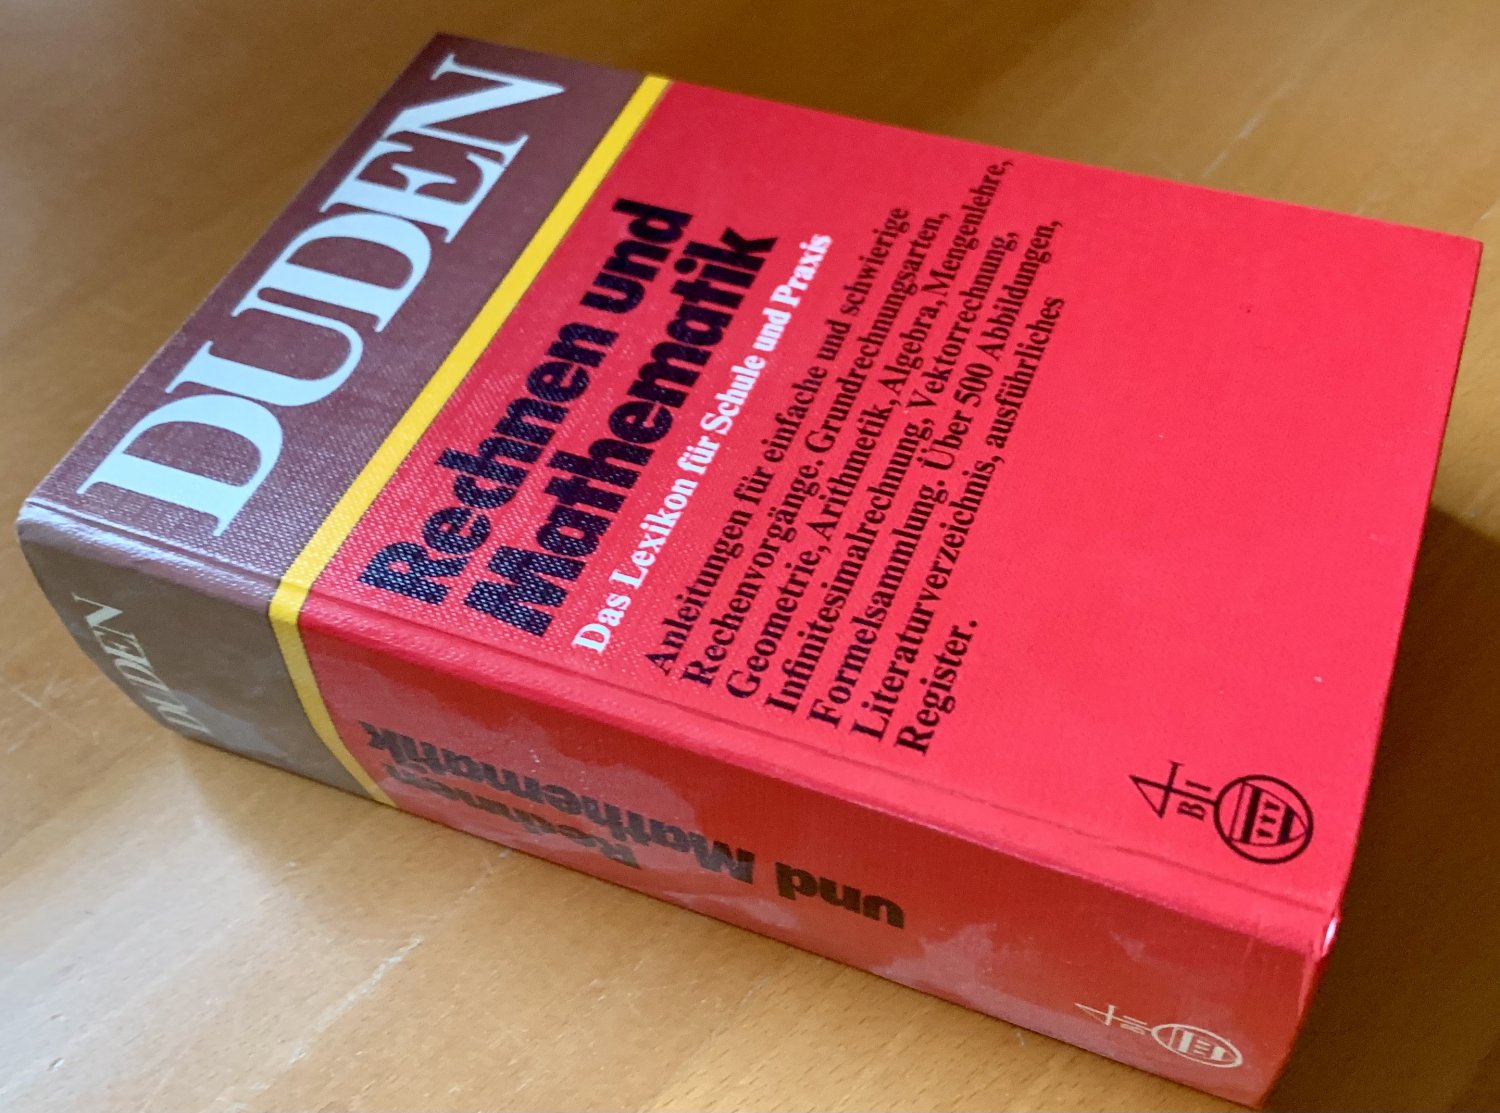 DUDEN
Rechnen und
Mathematik
Das Lexikon für Schule und Praxis
Anleitungen für einfache und schwierige
Rechenvorgänge. Grundrechnungsarten,
Geometrie, Arithmetik, Algebra, Mengenlehre,
Infinitesimalrechnung, Vektorrechnung,
Formelsammlung. Über 500 Abbildungen,
Literaturverzeichnis, ausführliches
Register.
BI
DUDEN
Rechnen
und Mathematik
BI